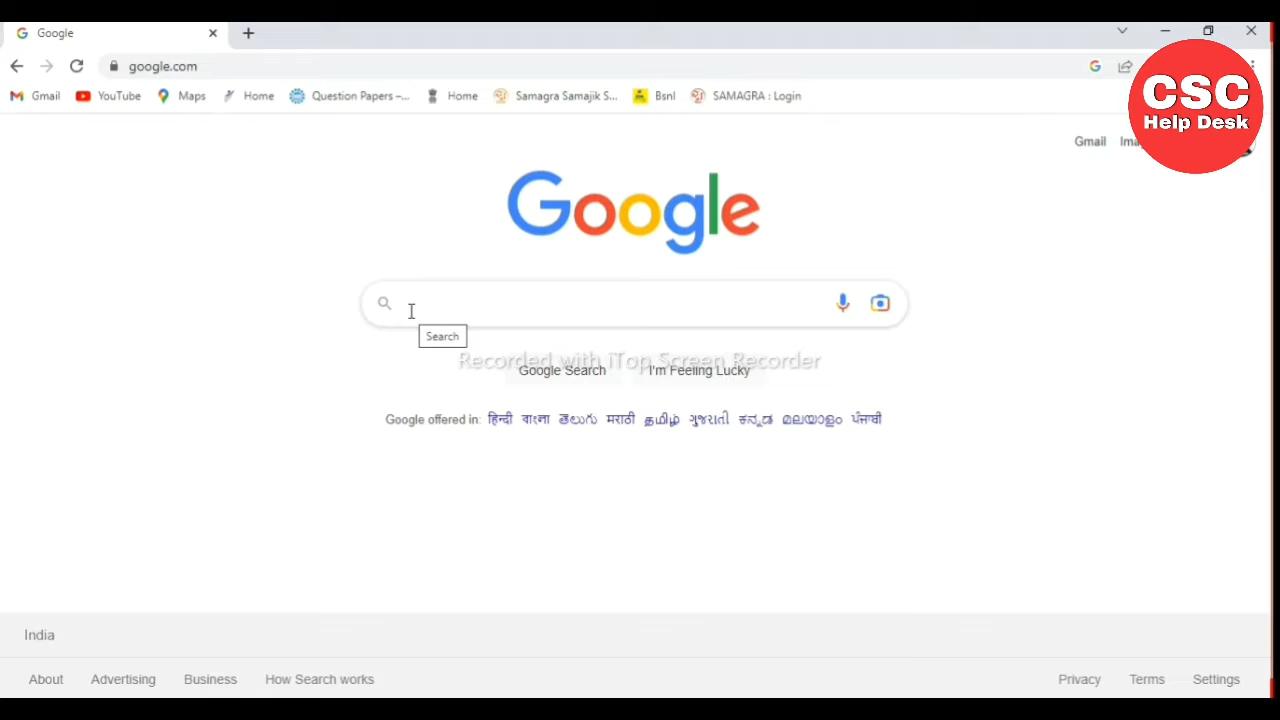 Google
google.com
Gmail YouTube Maps Home Question Papers –... Home Samagra Samajik S... Bsnl SAMAGRA : Login
CSC
Help Desk
Gmail
Google
Search
Recorded with iTop Screen Recorder
Google Search I'm Feeling Lucky
Google offered in: हिन्दी বাংলা తెలుగు मराठी தமிழ் ગુજરાતી ಕನ್ನಡ മലയാളം ਪੰਜਾਬੀ
India
About Advertising Business How Search works Privacy Terms Settings